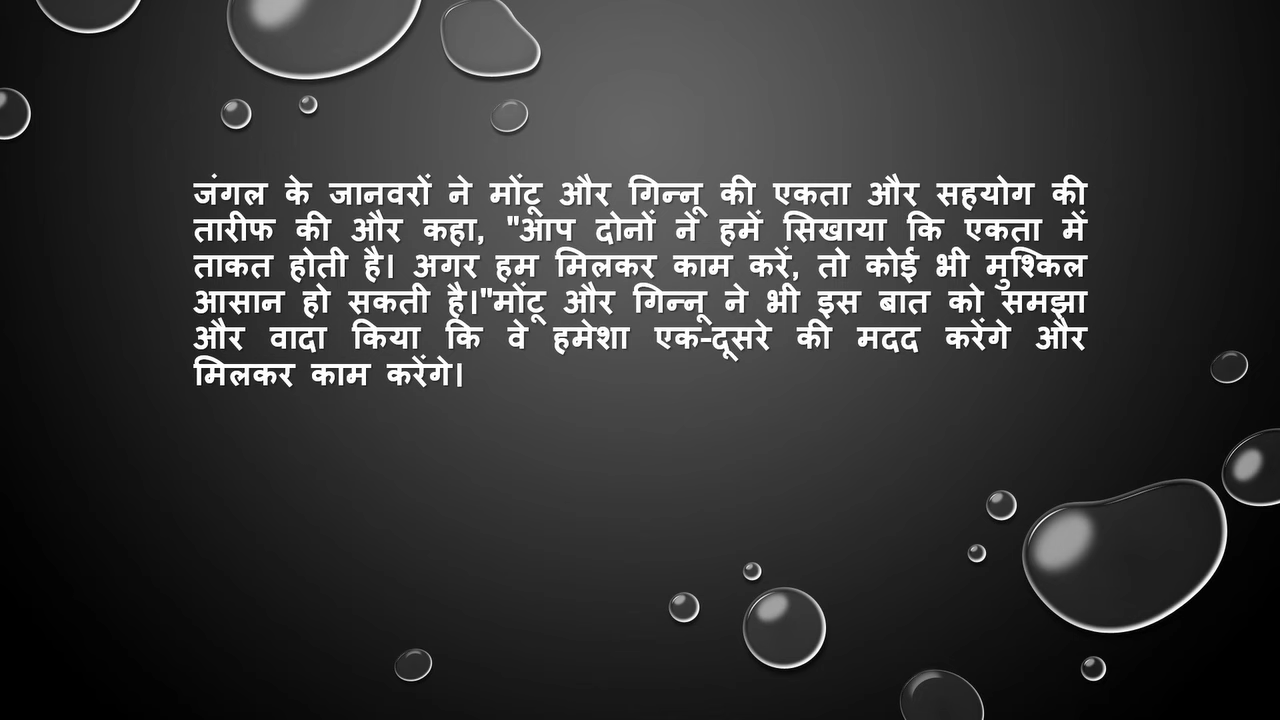 जंगल के जानवरों ने मोंटू और गिन्नू की एकता और सहयोग की
तारीफ की और कहा, "आप दोनों ने हमें सिखाया कि एकता में
ताकत होती है। अगर हम मिलकर काम करें, तो कोई भी मुश्किल
आसान हो सकती है।"मोंटू और गिन्नू ने भी इस बात को समझा
और वादा किया कि वे हमेशा एक-दूसरे की मदद करेंगे और
मिलकर काम करेंगे।